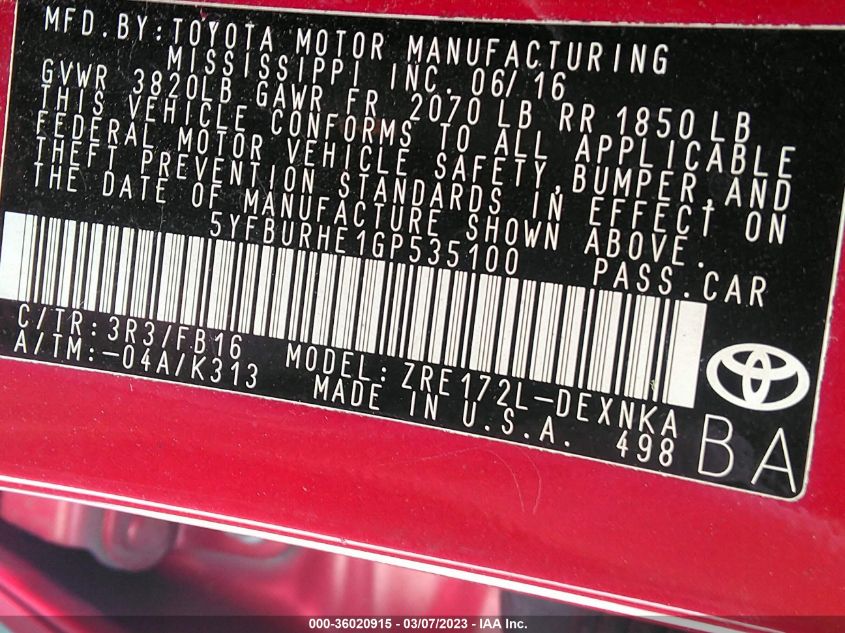 MFD.BY:TOYOTA MOTOR MANUFACTURING
MISSISSIPPI INC. 06/16
GVWR 3820LB GAWR FR 2070 LB RR 1850LB
THIS VEHICLE CONFORMS TO ALL APPLICABLE
FEDERAL MOTOR VEHICLE SAFETY,BUMPER,AND
THEFT PREVENTION STANDARDS IN EFFECT ON
THE DATE OF MANUFACTURE SHOWN ABOVE.
5YFBURHE1GP535100 PASS.CAR
C/TR:3R3/FB16 MODEL:ZRE172L-DEXNKA
A/TM:-04A/K313 MADE IN U.S.A. 498
BA
000-36020915 - 03/07/2023 - IAA Inc.